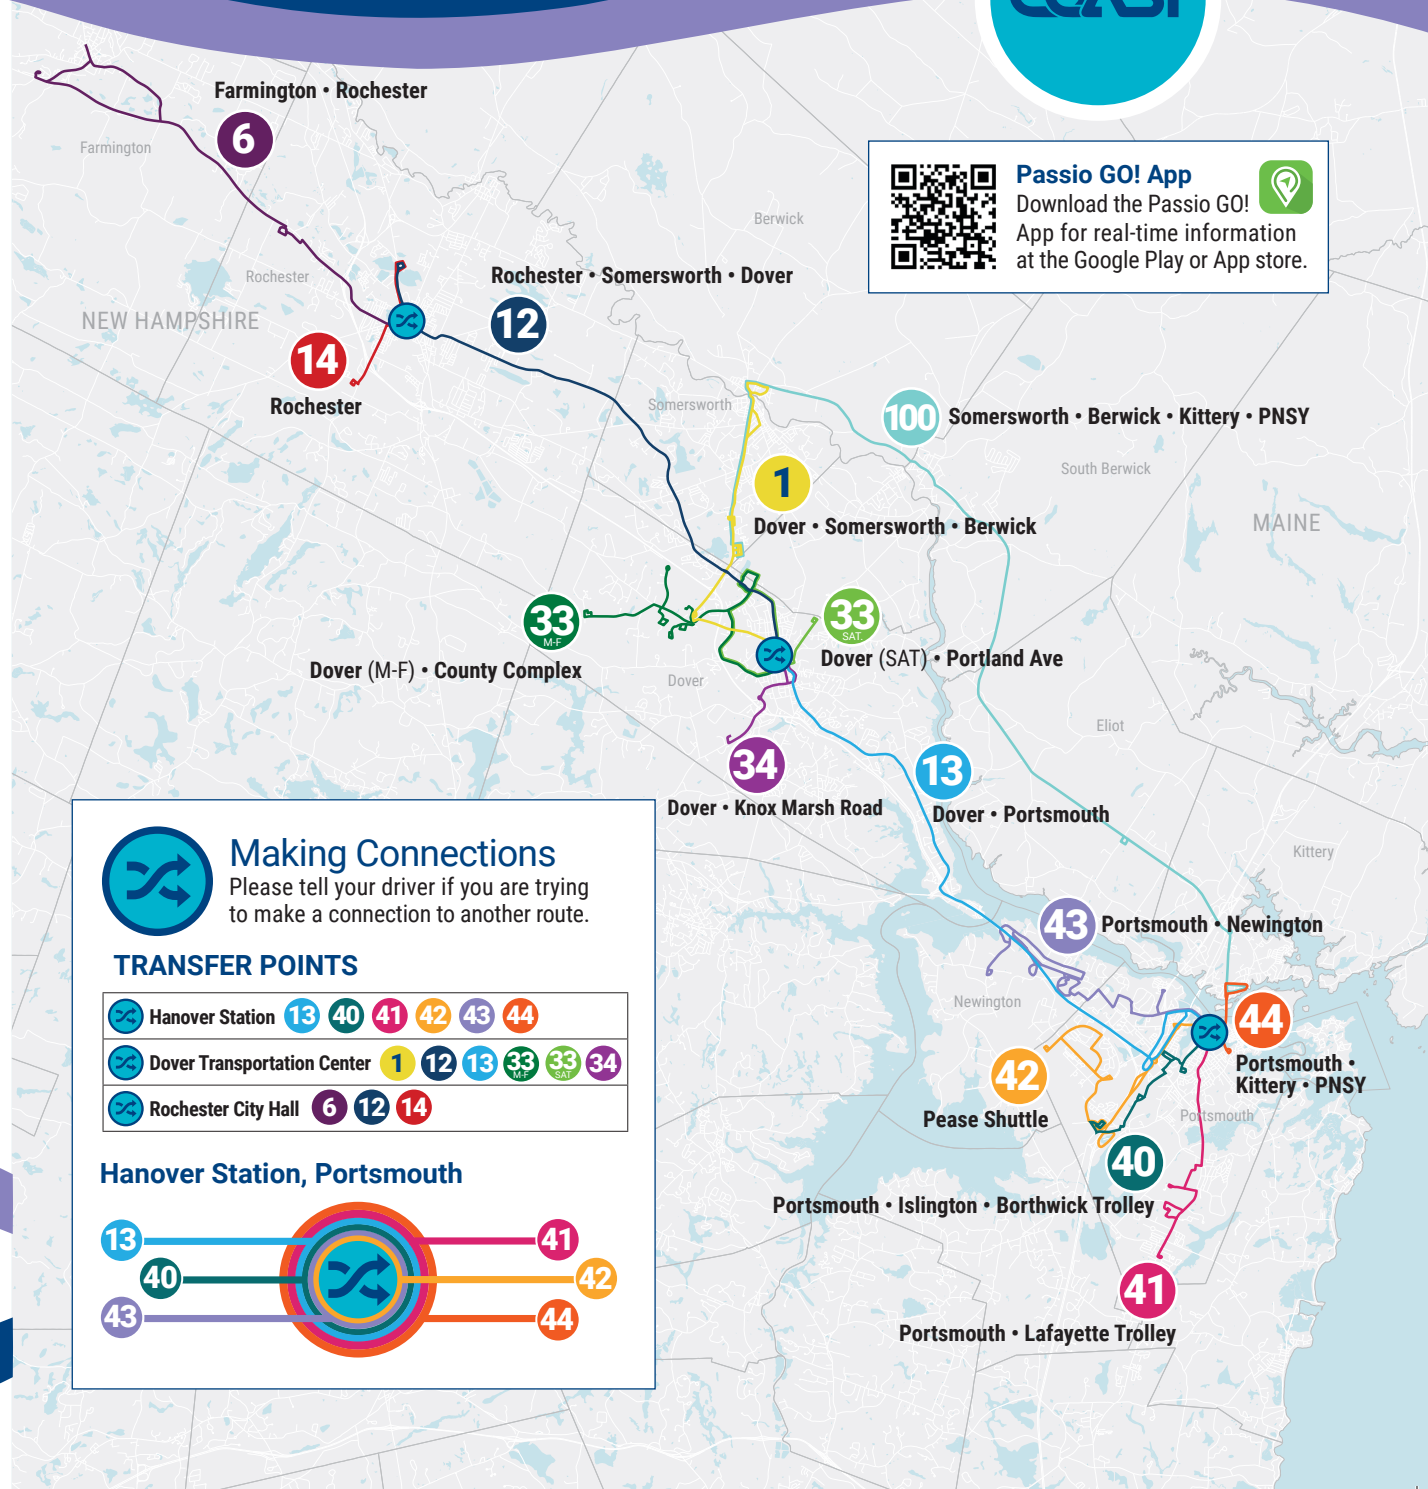 COAST
Farmington • Rochester
6
Farmington
Passio GO! App
Download the Passio GO!
App for real-time information
at the Google Play or App store.
Berwick
Rochester
Rochester • Somersworth • Dover
12
NEW HAMPSHIRE
14
Rochester
Somersworth
100 Somersworth • Berwick • Kittery • PNSY
South Berwick
1
Dover • Somersworth • Berwick
MAINE
33
M-F
Dover (M-F) • County Complex
33
SAT.
Dover (SAT) • Portland Ave
Dover
Eliot
34
Dover • Knox Marsh Road
13
Dover • Portsmouth
Kittery
Making Connections
Please tell your driver if you are trying
to make a connection to another route.
TRANSFER POINTS
Hanover Station 13 40 41 42 43 44
Dover Transportation Center 1 12 13 33 M-F 33 SAT 34
Rochester City Hall 6 12 14
Hanover Station, Portsmouth
13 41
40 42
43 44
43 Portsmouth • Newington
Newington
44
Portsmouth •
Kittery • PNSY
42
Pease Shuttle
Portsmouth
40
Portsmouth • Islington • Borthwick Trolley
41
Portsmouth • Lafayette Trolley